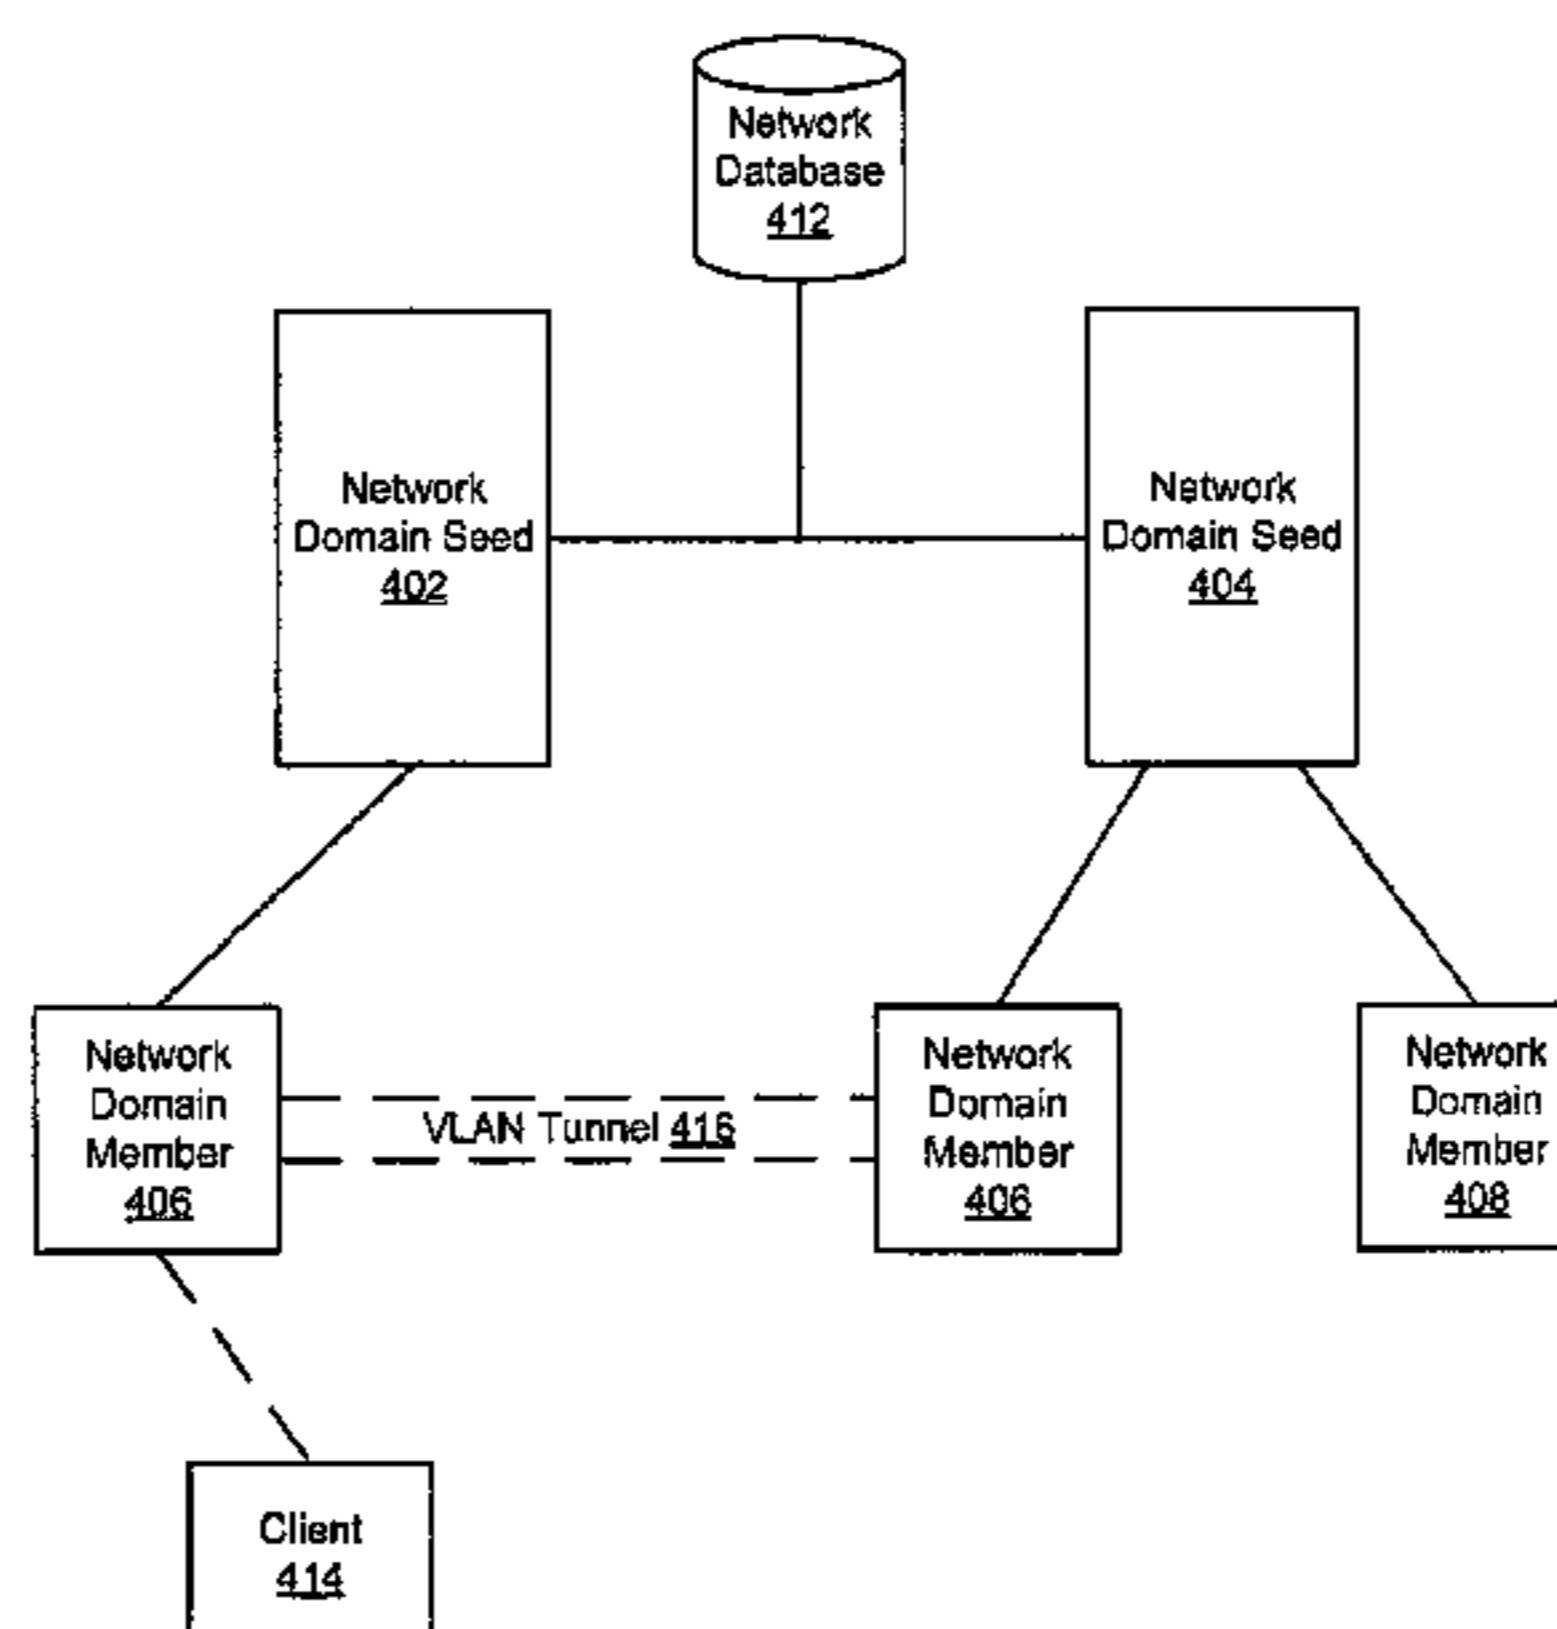 Network
Database
412
Network
Domain Seed
402
Network
Domain Seed
404
Network
Domain
Member
406
VLAN Tunnel 416
Network
Domain
Member
406
Network
Domain
Member
408
Client
414